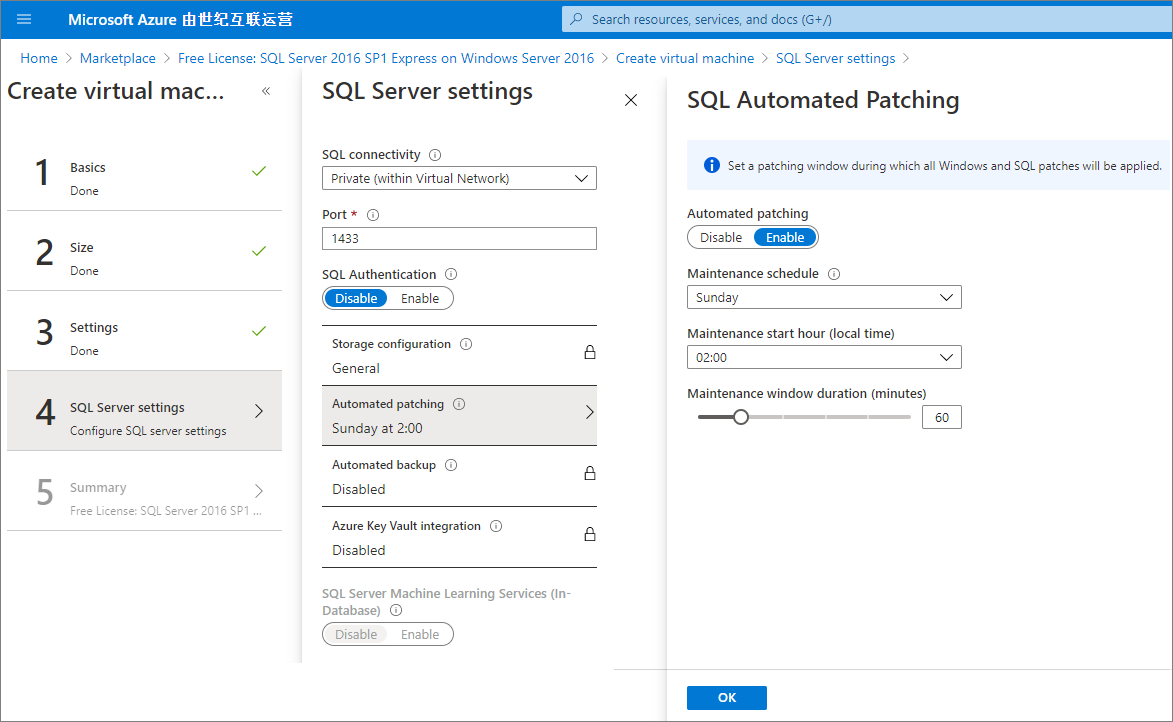 Microsoft Azure 由世纪互联运营
Search resources, services, and docs (G+/)
Home > Marketplace > Free License: SQL Server 2016 SP1 Express on Windows Server 2016 > Create virtual machine > SQL Server settings >
Create virtual mac... «
1 Basics
Done
2 Size
Done
3 Settings
Done
4 SQL Server settings
Configure SQL server settings
5 Summary
Free License: SQL Server 2016 SP1 ...
SQL Server settings
SQL connectivity
Private (within Virtual Network)
Port *
1433
SQL Authentication
Disable Enable
Storage configuration
General
Automated patching
Sunday at 2:00
Automated backup
Disabled
Azure Key Vault integration
Disabled
SQL Server Machine Learning Services (In-
Database)
Disable Enable
SQL Automated Patching
Set a patching window during which all Windows and SQL patches will be applied.
Automated patching
Disable Enable
Maintenance schedule
Sunday
Maintenance start hour (local time)
02:00
Maintenance window duration (minutes)
60
OK